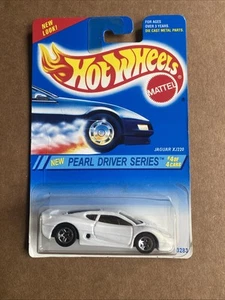 NEW
LOOK!
FOR AGES
OVER 3 YEARS
DIE CAST METAL PARTS.
Hot Wheels
MATTEL
JAGUAR XJ220
NEW PEARL DRIVER SERIES™
#4 OF
4 CARS